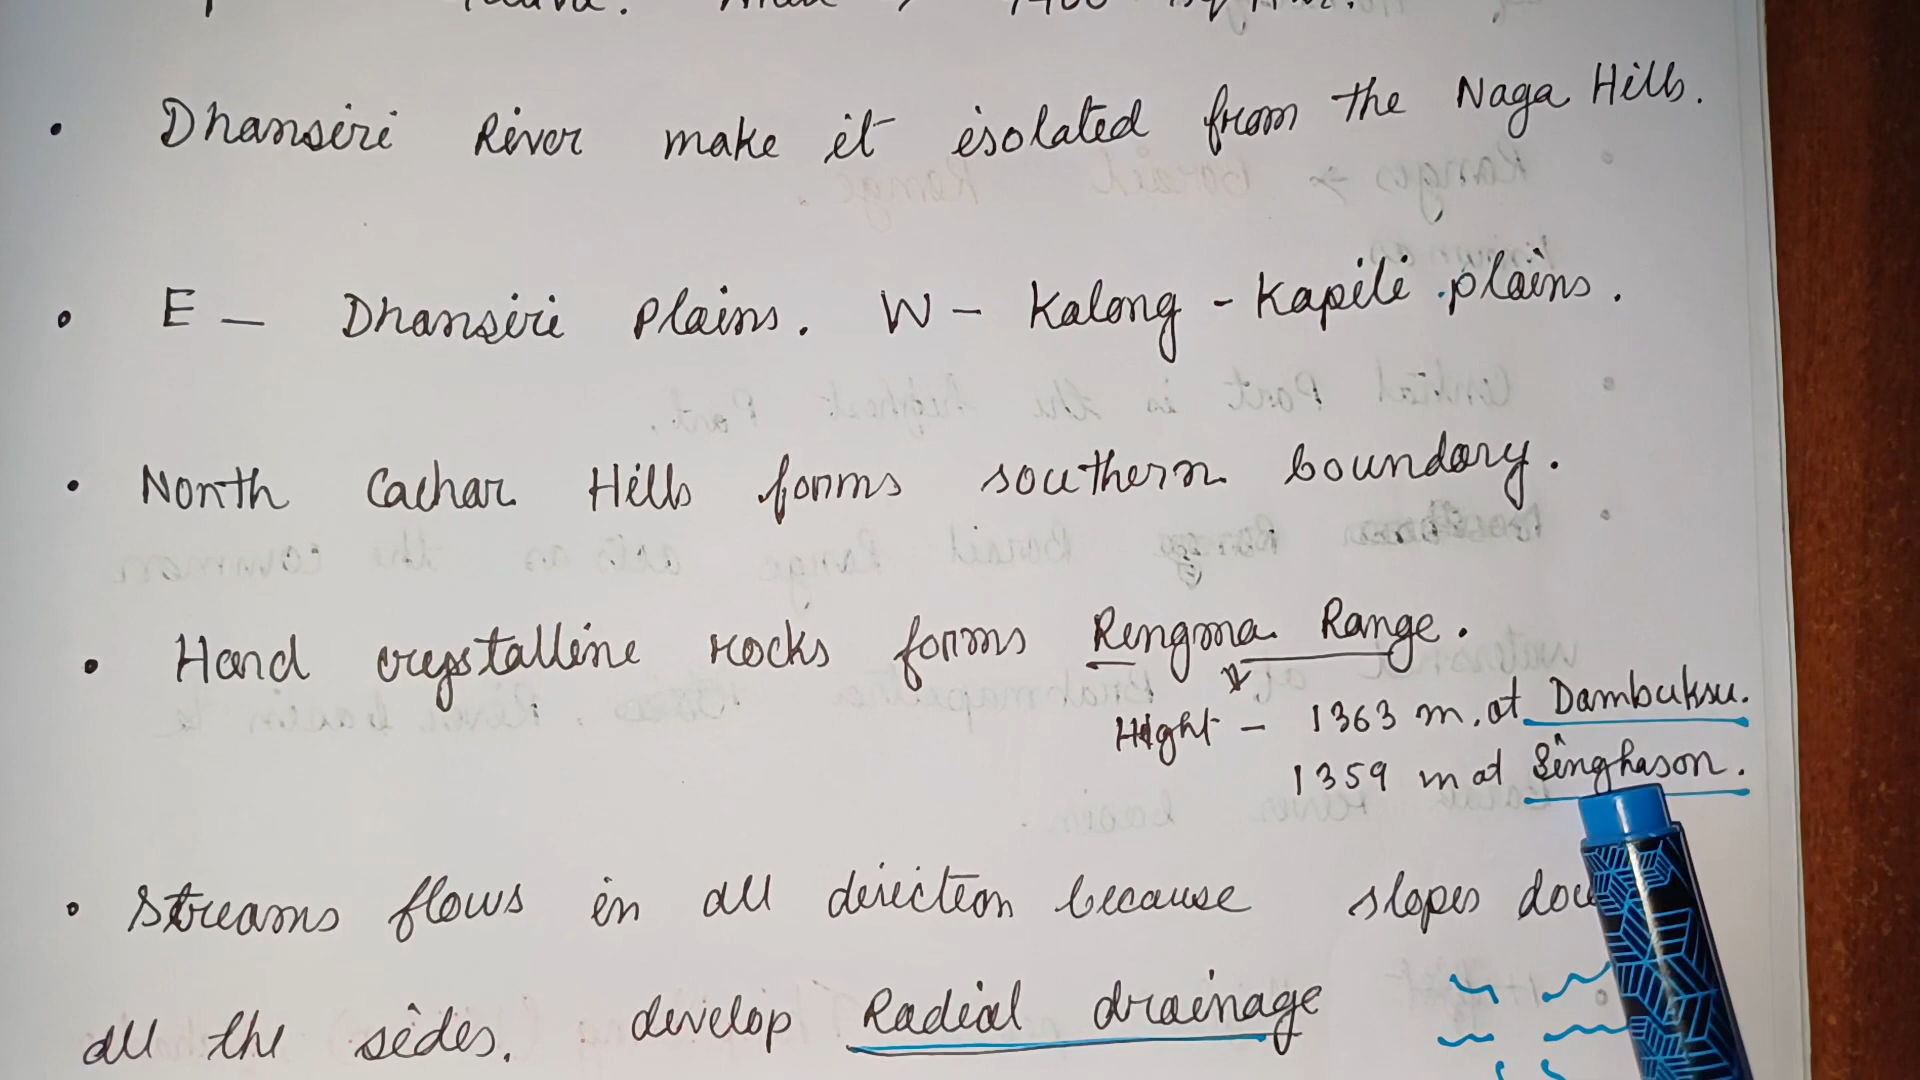 • Dhansiri River make it isolated from the Naga Hills.
• E – Dhansiri Plains. W – Kalong - Kapili plains.
• North Cachar Hills forms southern boundary.
• Hard crystalline rocks forms Rengma Range.
Hight – 1363 m. at Dambuksu.
1359 m at Singhason.
• Streams flows in all direction because slopes
all the sides. develop Radial drainage